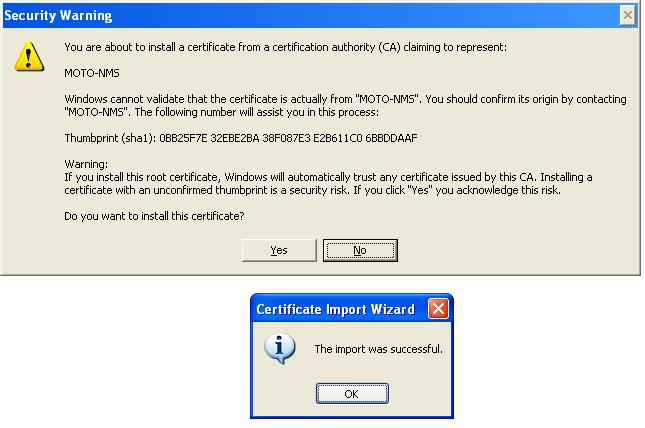 Security Warning
You are about to install a certificate from a certification authority (CA) claiming to represent:
MOTO-NMS
Windows cannot validate that the certificate is actually from "MOTO-NMS". You should confirm its origin by contacting
"MOTO-NMS". The following number will assist you in this process:
Thumbprint (sha1): 0BB25F7E 32EBE2BA 38F087E3 E2B611C0 6BBDDAAF
Warning:
If you install this root certificate, Windows will automatically trust any certificate issued by this CA. Installing a
certificate with an unconfirmed thumbprint is a security risk. If you click "Yes" you acknowledge this risk.
Do you want to install this certificate?
Yes
No
Certificate Import Wizard
The import was successful.
OK